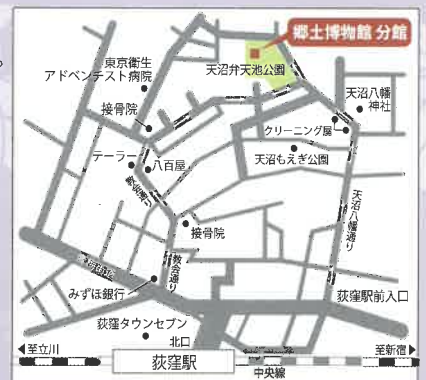 郷土博物館 分館
東京衛生
アドベンチスト病院
天沼弁天池公園
天沼八幡
神社
接骨院
クリーニング屋
テーラー
八百屋
天沼もえぎ公園
教会通り
天沼八幡通り
接骨院
教会通り
みずほ銀行
荻窪駅前入口
荻窪タウンセブン
北口
至立川
荻窪駅
至新宿
中央線